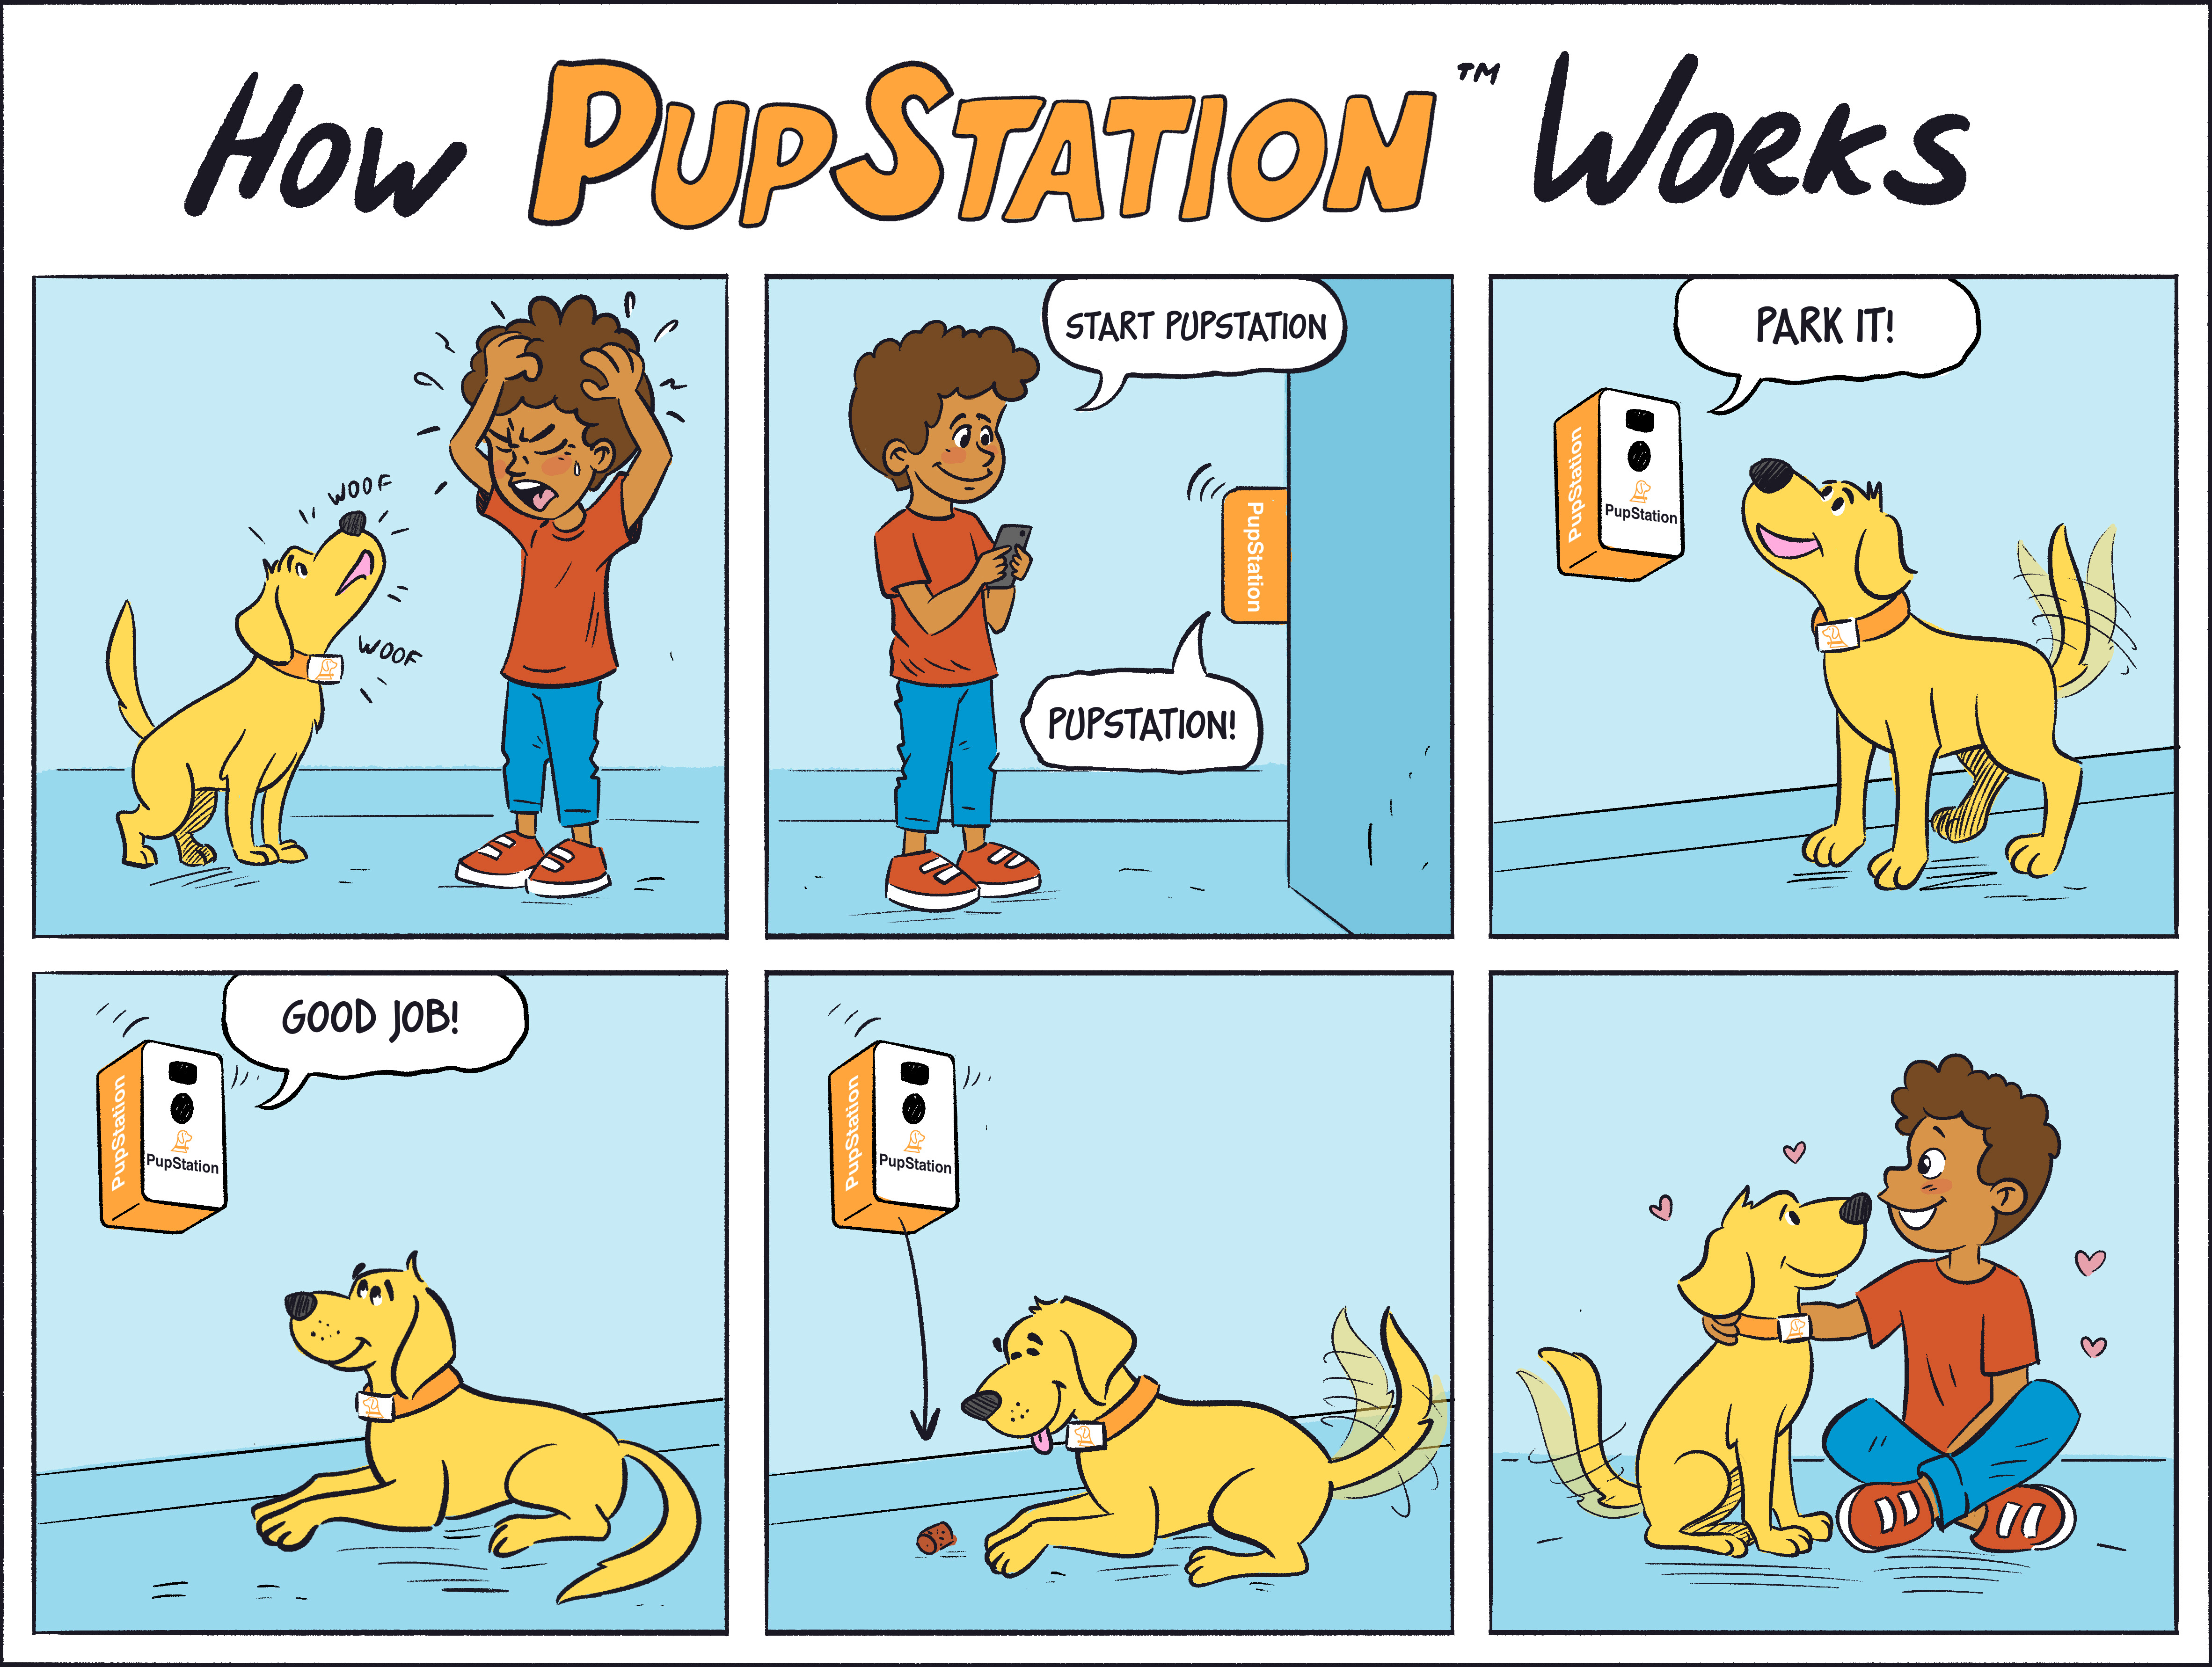 HOW PUPSTATION™ WORKS
WOOF
WOOF
START PUPSTATION
PupStation
PUPSTATION!
PARK IT!
PupStation
PupStation
GOOD JOB!
PupStation
PupStation
PupStation
PupStation